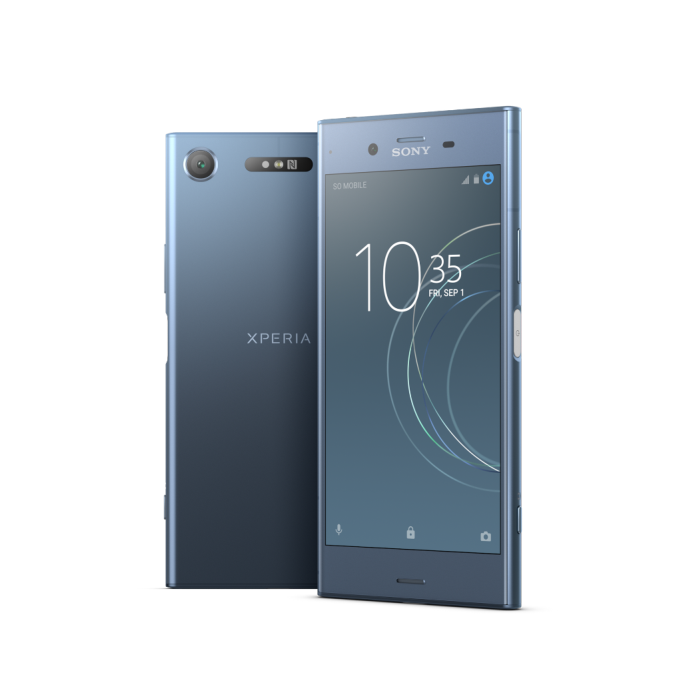 SONY
SO MOBILE
10 35
FRI, SEP 1
XPERIA